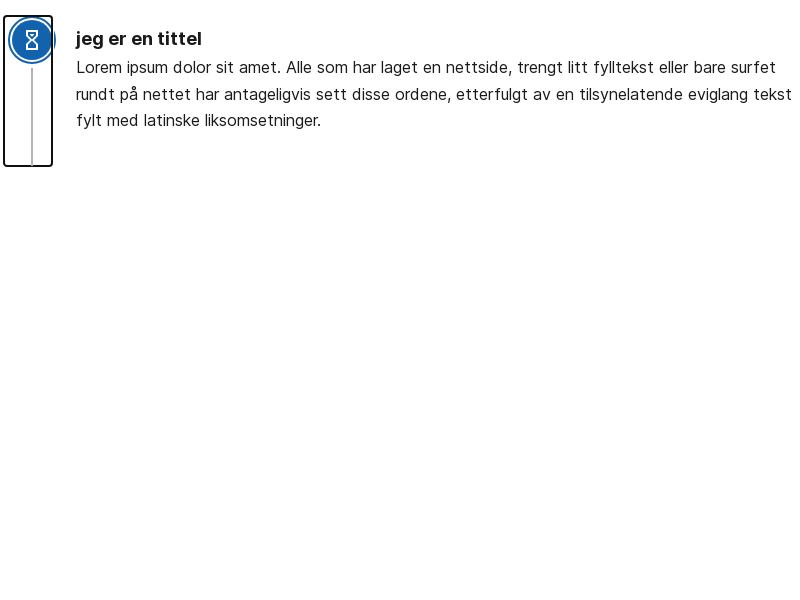 jeg er en tittel
Lorem ipsum dolor sit amet. Alle som har laget en nettside, trengt litt fylltekst eller bare surfet
rundt på nettet har antageligvis sett disse ordene, etterfulgt av en tilsynelatende eviglang tekst
fylt med latinske liksomsetninger.